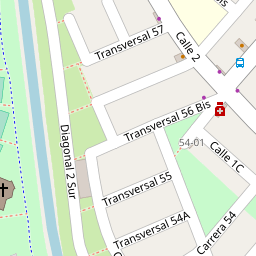 Bis
Transversal 57
Calle 2
Transversal 56 Bis
Diagonal 2 Sur
54-01
Calle 1C
Transversal 55
Transversal 54A
Carrera 54